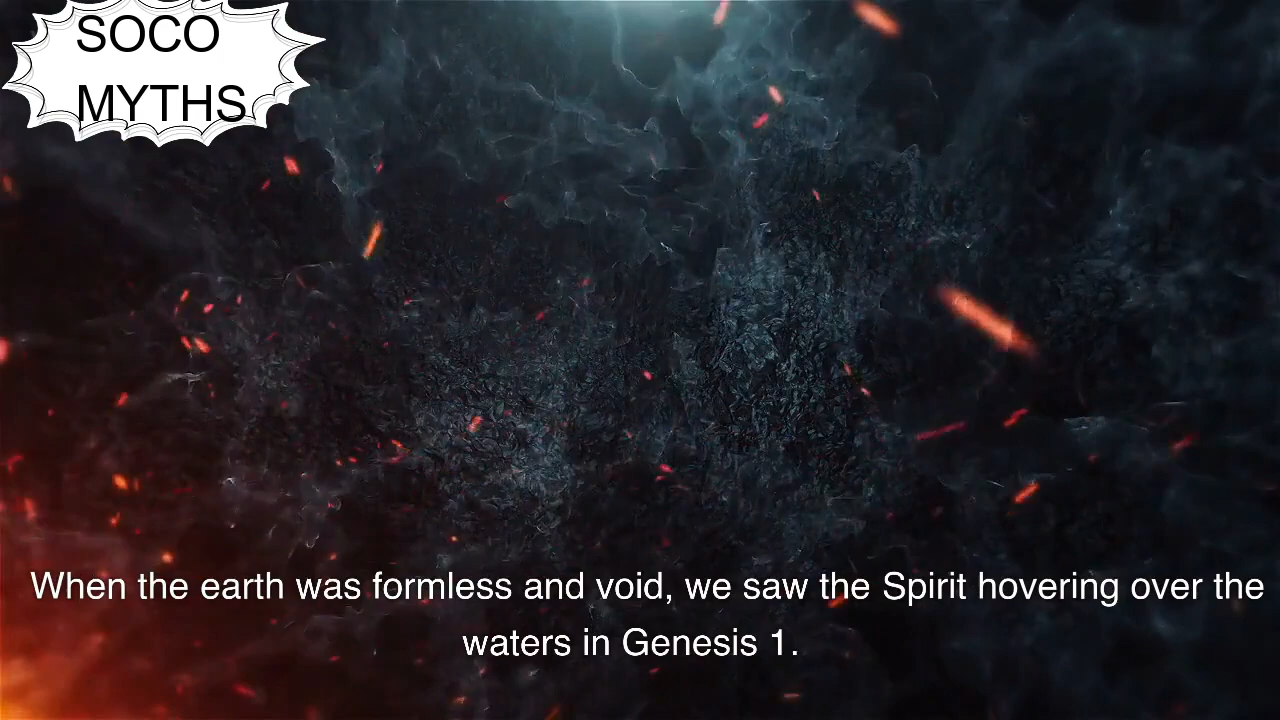 SOCO
MYTHS
When the earth was formless and void, we saw the Spirit hovering over the
waters in Genesis 1.